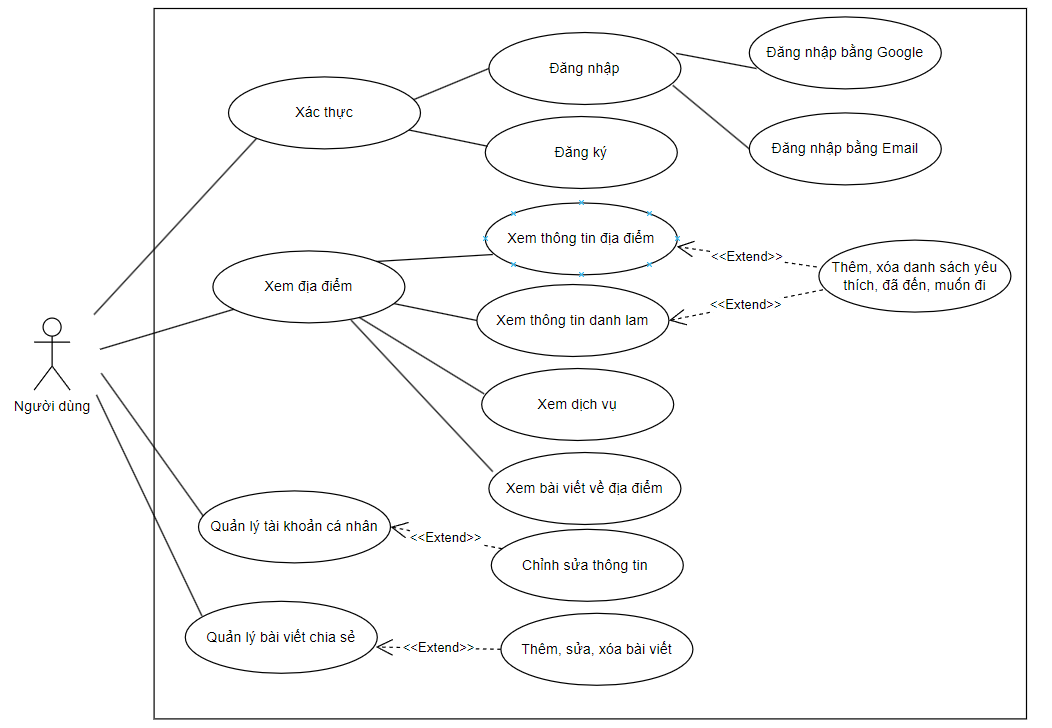 Đăng nhập bằng Google
Đăng nhập
Xác thực
Đăng nhập bằng Email
Đăng ký
Xem thông tin địa điểm
<<Extend>>
Thêm, xóa danh sách yêu
thích, đã đến, muốn đi
Xem địa điểm
<<Extend>>
Xem thông tin danh lam
Người dùng
Xem dịch vụ
Xem bài viết về địa điểm
Quản lý tài khoản cá nhân
<<Extend>>
Chỉnh sửa thông tin
Quản lý bài viết chia sẻ
<<Extend>>
Thêm, sửa, xóa bài viết